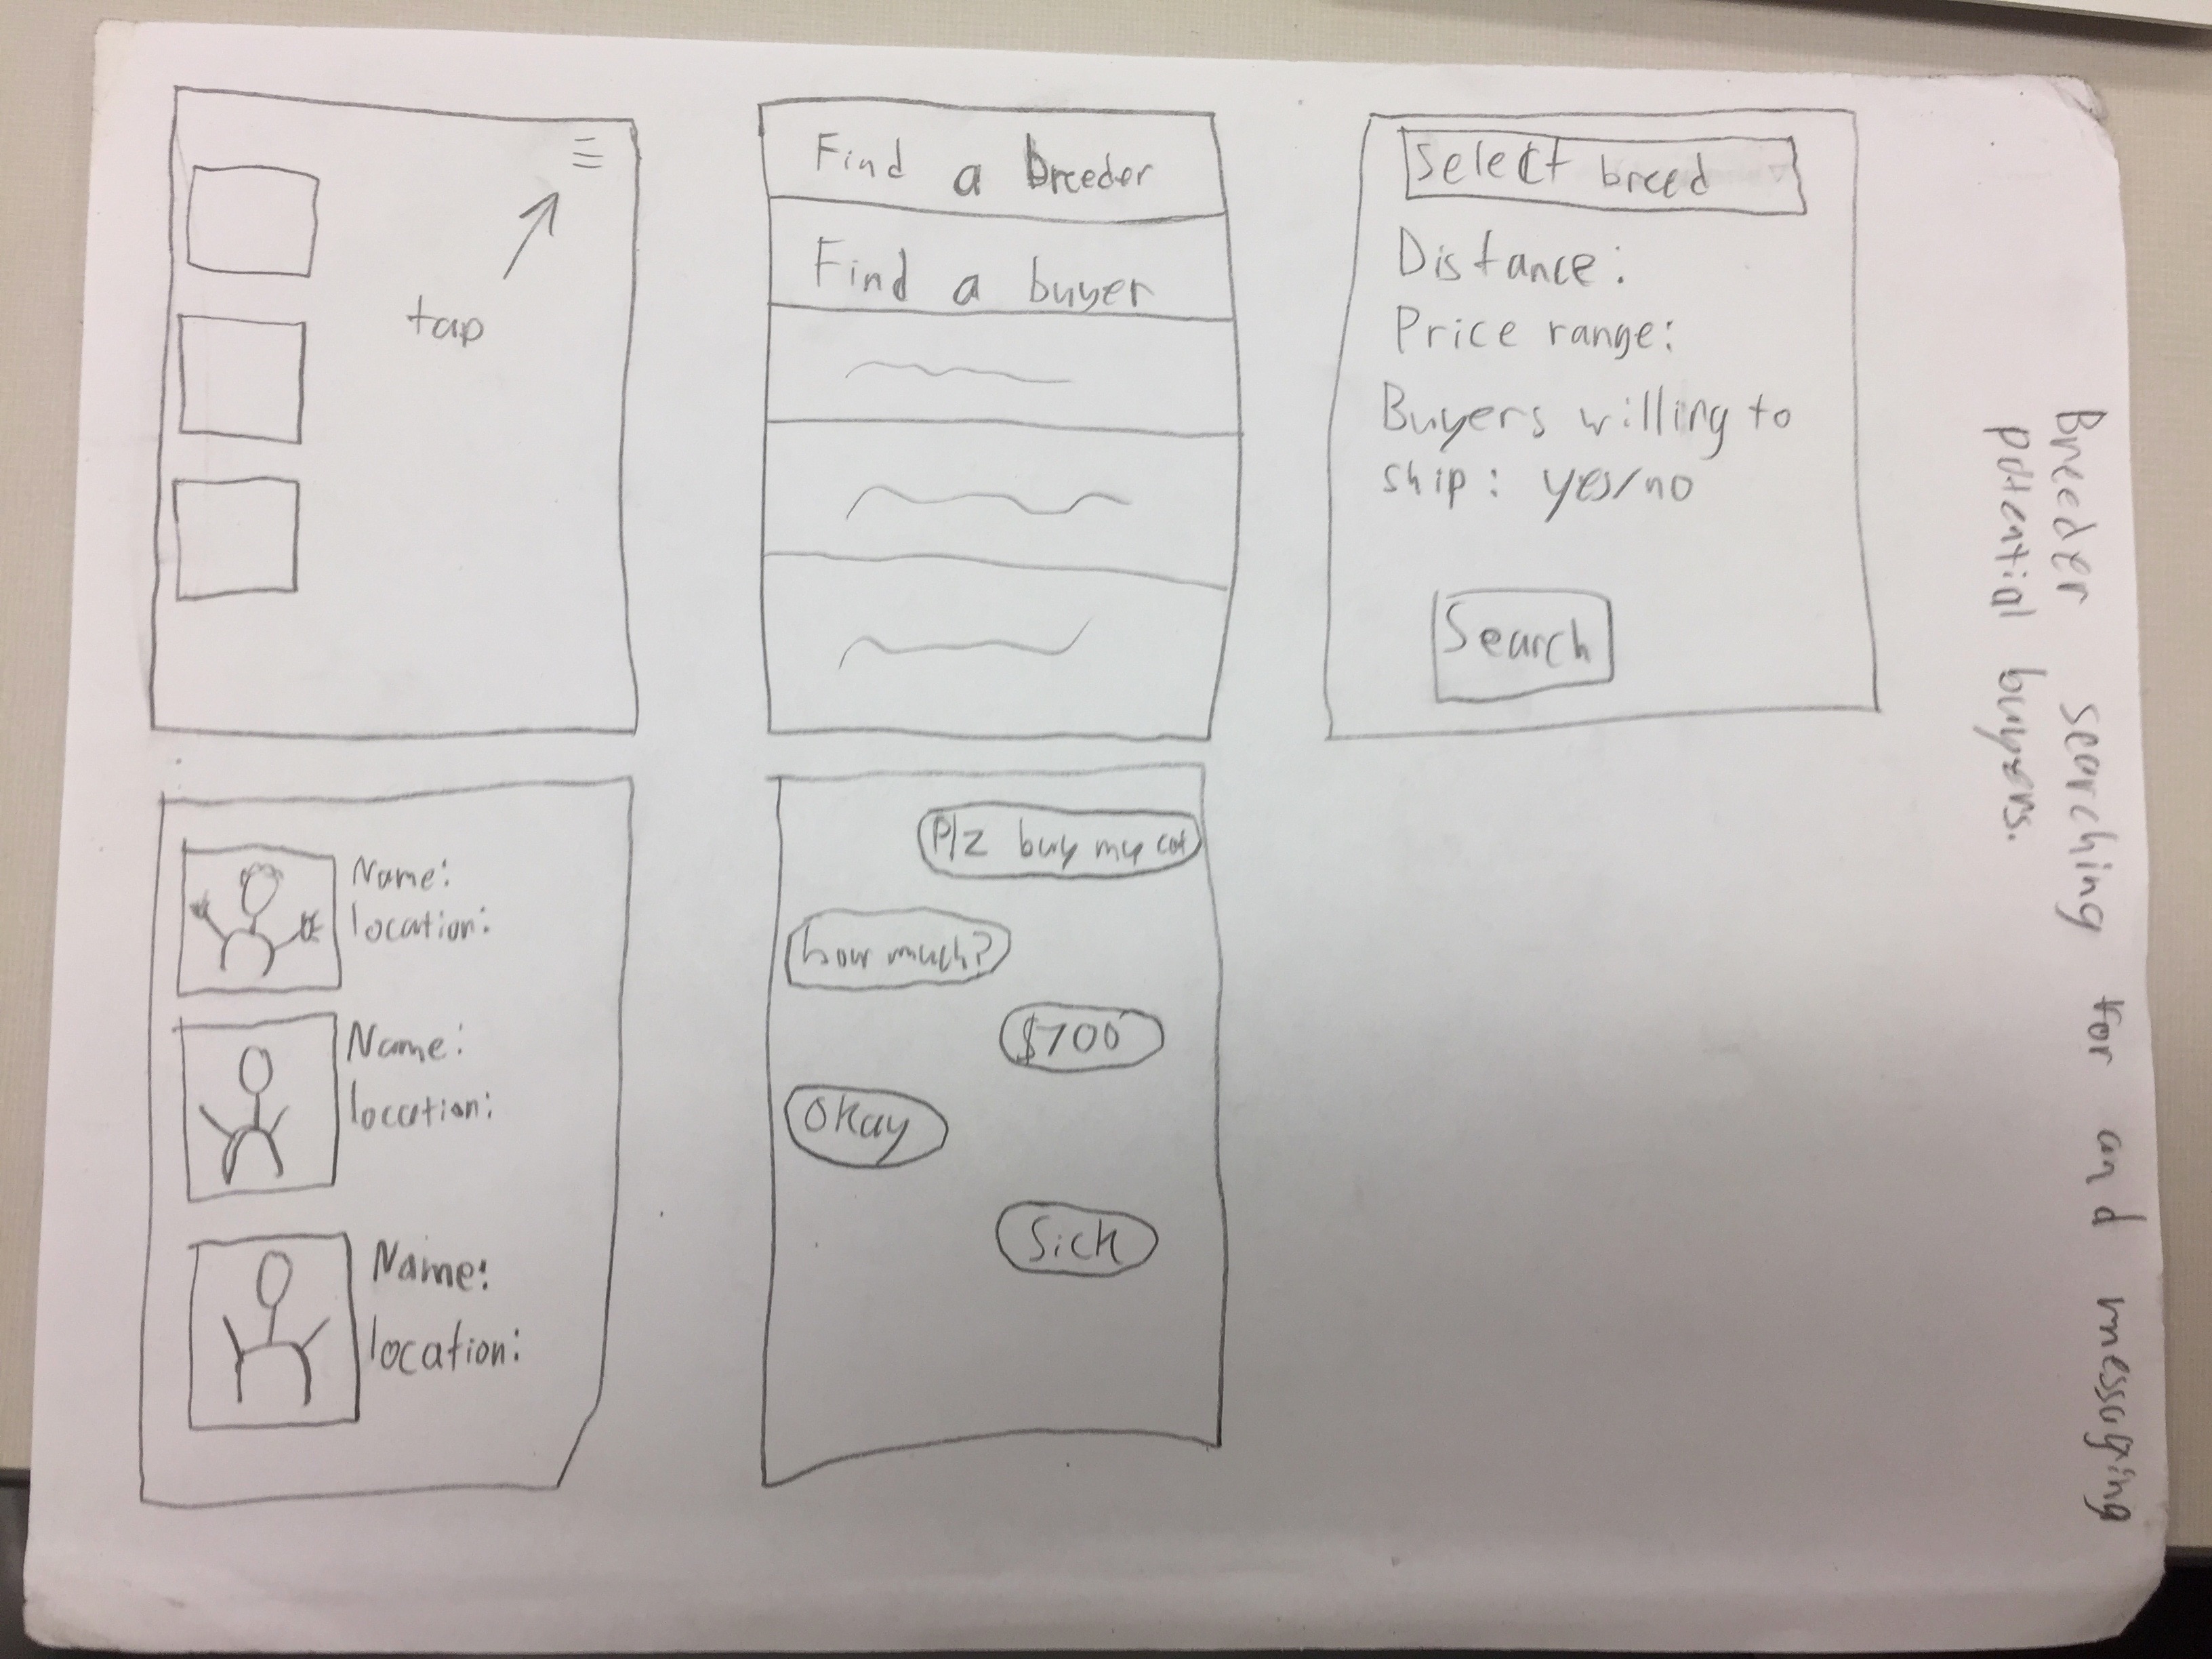 tap
Find a breeder
Find a buyer
Select breed
Distance:
Price range:
Buyers willing to
ship: yes/no
Search
Name:
location:
Name:
location:
Name:
location:
Plz buy my cat
how much?
$700
Okay
Sick
Breeder searching for and messaging
potential buyers.